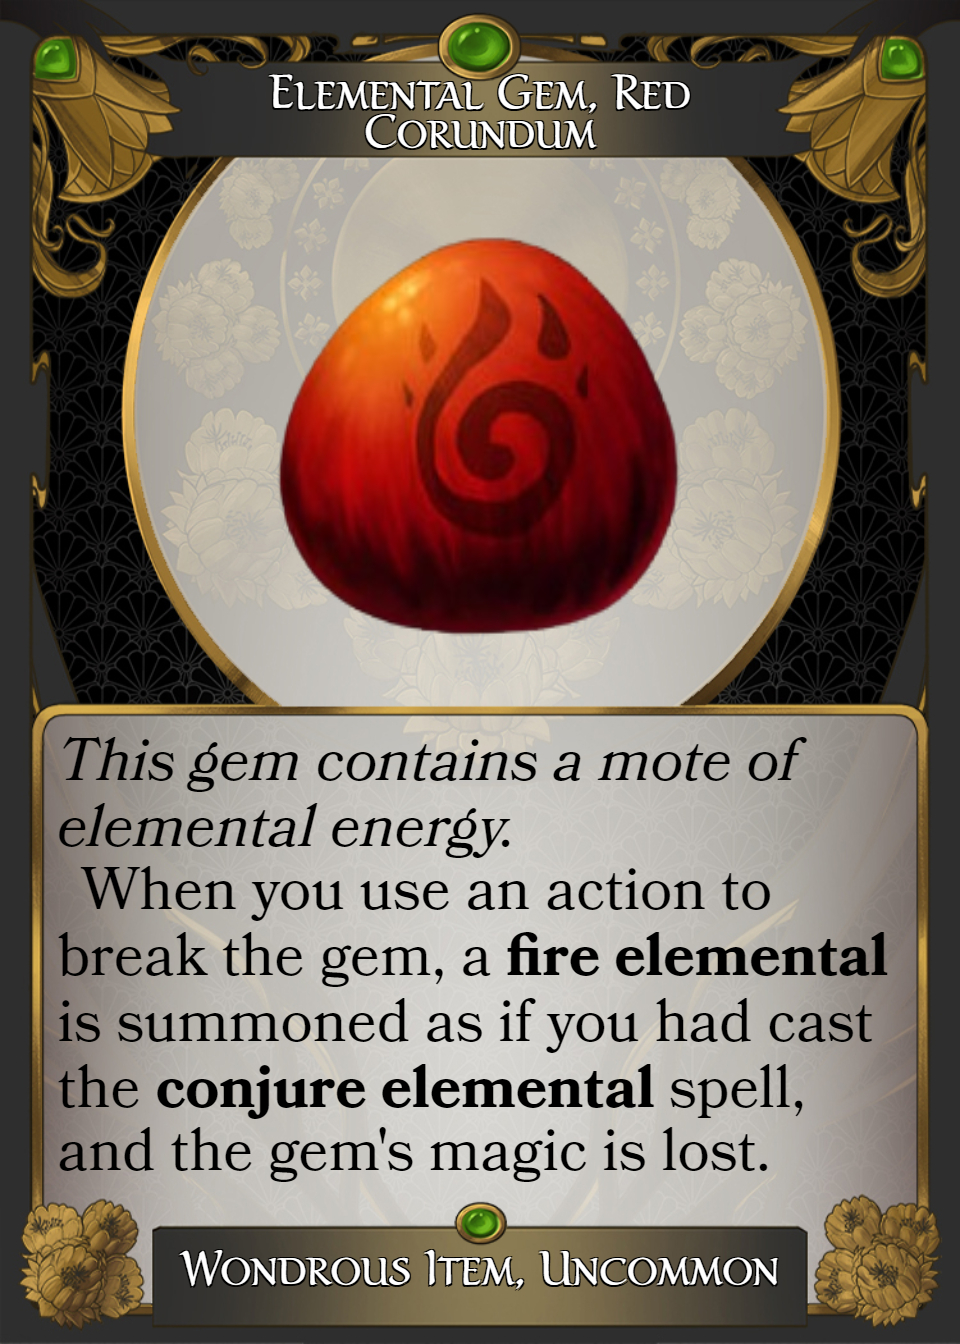 Elemental Gem, Red
Corundum
This gem contains a mote of
elemental energy.
When you use an action to
break the gem, a fire elemental
is summoned as if you had cast
the conjure elemental spell,
and the gem's magic is lost.
Wondrous Item, Uncommon